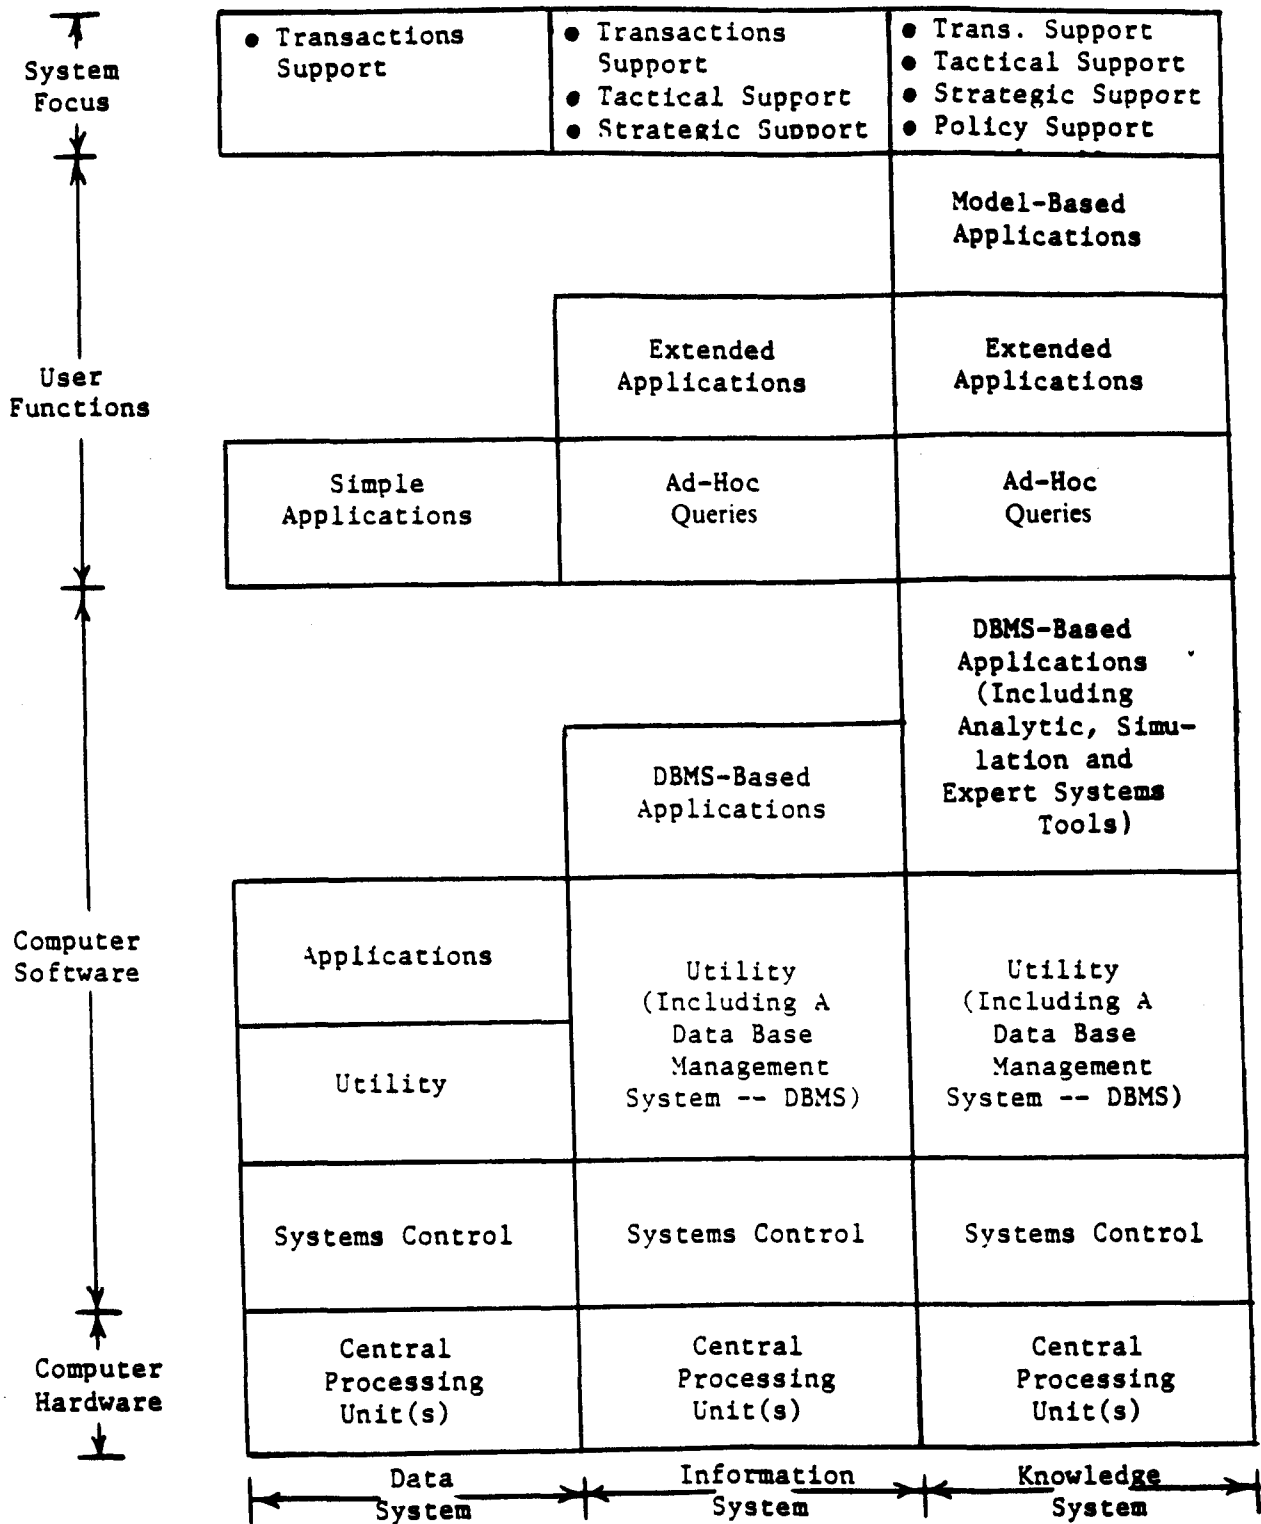 System
Focus
● Transactions
Support
● Transactions
Support
● Tactical Support
● Strategic Support
● Trans. Support
● Tactical Support
● Strategic Support
● Policy Support
User
Functions
Model-Based
Applications
Extended
Applications
Extended
Applications
Simple
Applications
Ad-Hoc
Queries
Ad-Hoc
Queries
Computer
Software
DBMS-Based
Applications
(Including
Analytic, Simu-
lation and
Expert Systems
Tools)
DBMS-Based
Applications
Applications
Utility
Utility
(Including A
Data Base
Management
System -- DBMS)
Utility
(Including A
Data Base
Management
System -- DBMS)
Systems Control
Systems Control
Systems Control
Computer
Hardware
Central
Processing
Unit(s)
Central
Processing
Unit(s)
Central
Processing
Unit(s)
Data
System
Information
System
Knowledge
System